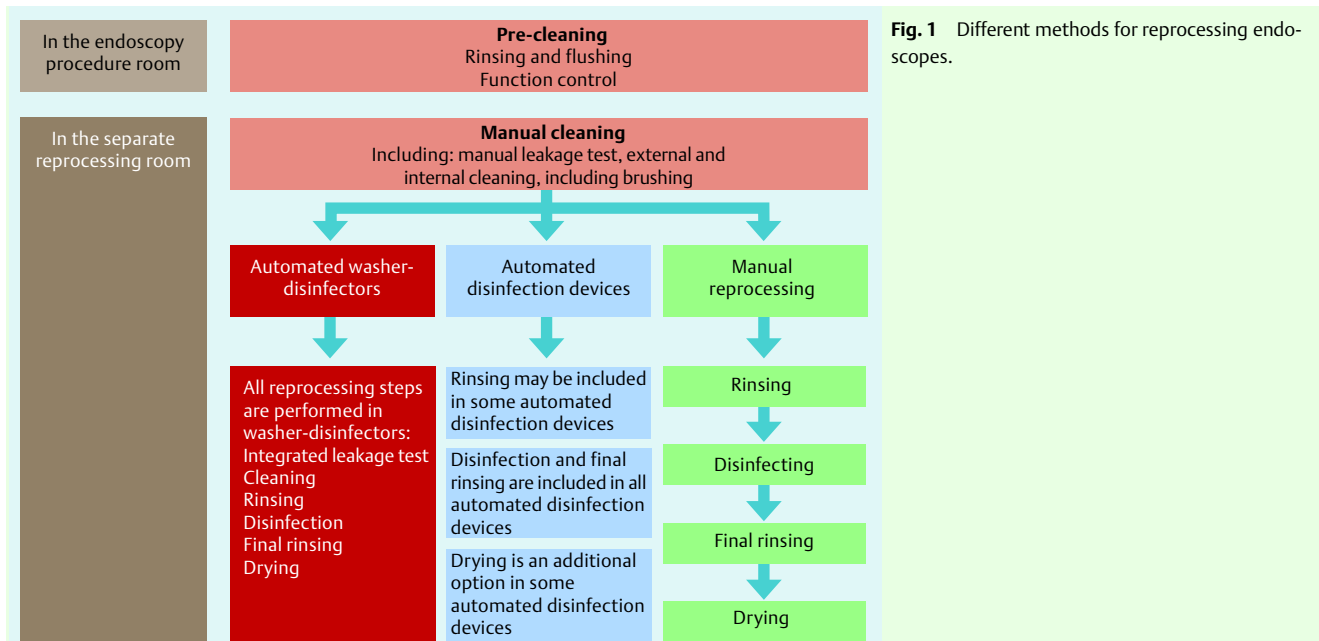 In the endoscopy
procedure room
Pre-cleaning
Rinsing and flushing
Function control
Fig. 1 Different methods for reprocessing endo-
scopes.
In the separate
reprocessing room
Manual cleaning
Including: manual leakage test, external and
internal cleaning, including brushing
Automated washer-
disinfectors
Automated
disinfection devices
Manual
reprocessing
All reprocessing steps
are performed in
washer-disinfectors:
Integrated leakage test
Cleaning
Rinsing
Disinfection
Final rinsing
Drying
Rinsing may be included
in some automated
disinfection devices
Disinfection and final
rinsing are included in all
automated disinfection
devices
Drying is an additional
option in some
automated disinfection
devices
Rinsing
Disinfecting
Final rinsing
Drying